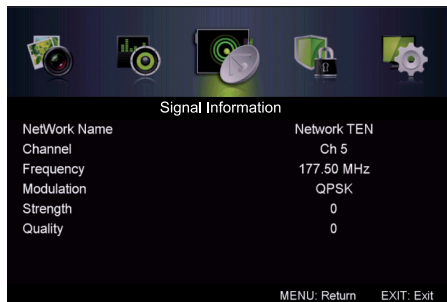 Signal Information
NetWork Name Network TEN
Channel Ch 5
Frequency 177.50 MHz
Modulation QPSK
Strength 0
Quality 0
MENU: Return EXIT: Exit